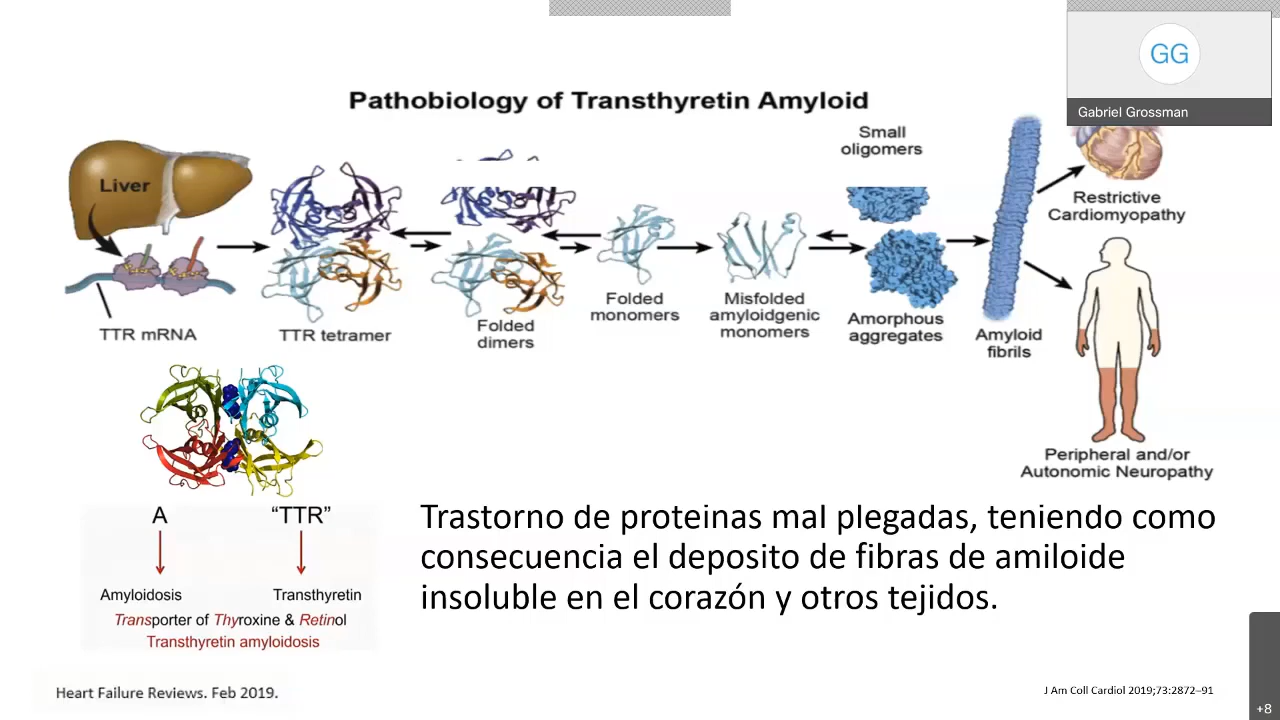 GG
Gabriel Grossman
Pathobiology of Transthyretin Amyloid
Liver
TTR mRNA
TTR tetramer
Folded
dimers
Folded
monomers
Misfolded
amyloidgenic
monomers
Small
oligomers
Amorphous
aggregates
Amyloid
fibrils
Restrictive
Cardiomyopathy
Peripheral and/or
Autonomic Neuropathy
A “TTR”
Amyloidosis Transthyretin
Transporter of Thyroxine & Retinol
Transthyretin amyloidosis
Trastorno de proteinas mal plegadas, teniendo como
consecuencia el deposito de fibras de amiloide
insoluble en el corazón y otros tejidos.
Heart Failure Reviews. Feb 2019.
J Am Coll Cardiol 2019;73:2872–91
+8